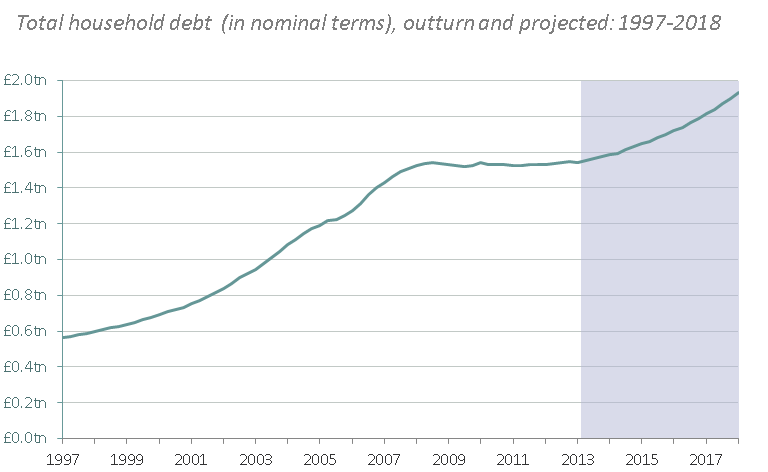 Total household debt (in nominal terms), outturn and projected: 1997-2018
£2.0tn
£1.8tn
£1.6tn
£1.4tn
£1.2tn
£1.0tn
£0.8tn
£0.6tn
£0.4tn
£0.2tn
£0.0tn
1997 1999 2001 2003 2005 2007 2009 2011 2013 2015 2017